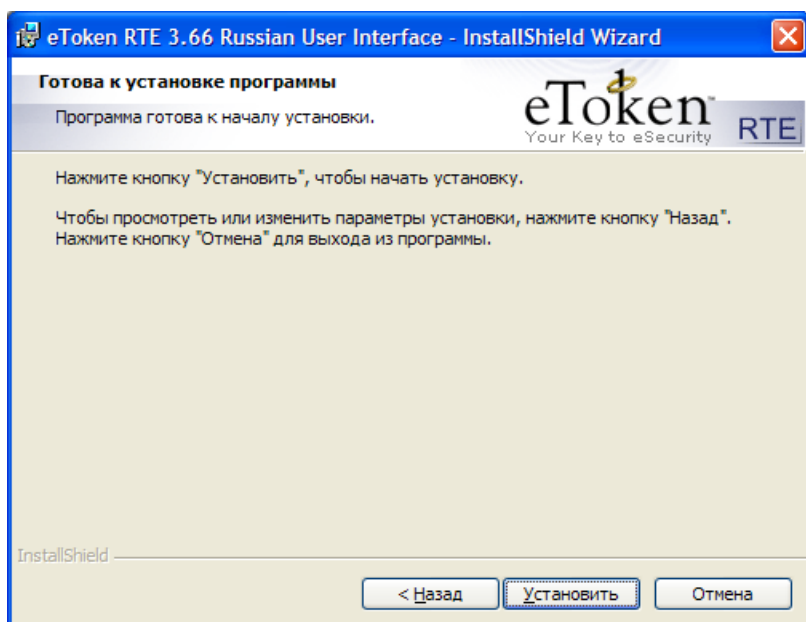 eToken RTE 3.66 Russian User Interface - InstallShield Wizard
Готова к установке программы
Программа готова к началу установки.
eToken™
Your Key to eSecurity
RTE
Нажмите кнопку "Установить", чтобы начать установку.
Чтобы просмотреть или изменить параметры установки, нажмите кнопку "Назад".
Нажмите кнопку "Отмена" для выхода из программы.
InstallShield
< Назад
Установить
Отмена